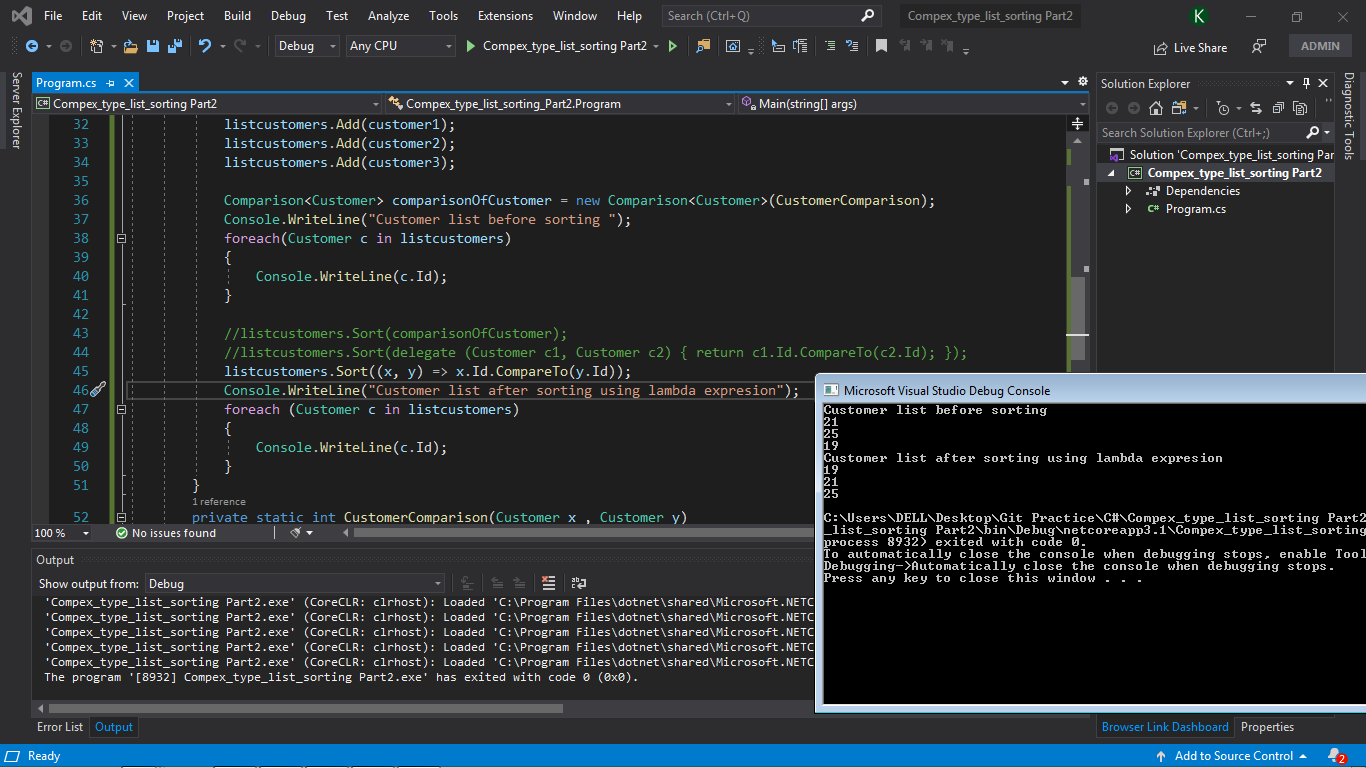 File Edit View Project Build Debug Test Analyze Tools Extensions Window Help Search (Ctrl+Q) Compex_type_list_sorting Part2 K
Debug Any CPU Compex_type_list_sorting Part2 Live Share ADMIN
Server Explorer
Program.cs
Compex_type_list_sorting Part2 Compex_type_list_sorting_Part2.Program Main(string[] args)
32 listcustomers.Add(customer1);
33 listcustomers.Add(customer2);
34 listcustomers.Add(customer3);
35
36 Comparison<Customer> comparisonOfCustomer = new Comparison<Customer>(CustomerComparison);
37 Console.WriteLine("Customer list before sorting ");
38 foreach(Customer c in listcustomers)
39 {
40 Console.WriteLine(c.Id);
41 }
42
43 //listcustomers.Sort(comparisonOfCustomer);
44 //listcustomers.Sort(delegate (Customer c1, Customer c2) { return c1.Id.CompareTo(c2.Id); });
45 listcustomers.Sort((x, y) => x.Id.CompareTo(y.Id));
46 Console.WriteLine("Customer list after sorting using lambda expresion");
47 foreach (Customer c in listcustomers)
48 {
49 Console.WriteLine(c.Id);
50 }
51 }
1 reference
52 private static int CustomerComparison(Customer x , Customer y)
100 % No issues found
Solution Explorer
Search Solution Explorer (Ctrl+;)
Solution 'Compex_type_list_sorting Par
Compex_type_list_sorting Part2
Dependencies
Program.cs
Diagnostic Tools
Output
Show output from: Debug
'Compex_type_list_sorting Part2.exe' (CoreCLR: clrhost): Loaded 'C:\Program Files\dotnet\shared\Microsoft.NETC
'Compex_type_list_sorting Part2.exe' (CoreCLR: clrhost): Loaded 'C:\Program Files\dotnet\shared\Microsoft.NETC
'Compex_type_list_sorting Part2.exe' (CoreCLR: clrhost): Loaded 'C:\Program Files\dotnet\shared\Microsoft.NETC
'Compex_type_list_sorting Part2.exe' (CoreCLR: clrhost): Loaded 'C:\Program Files\dotnet\shared\Microsoft.NETC
'Compex_type_list_sorting Part2.exe' (CoreCLR: clrhost): Loaded 'C:\Program Files\dotnet\shared\Microsoft.NETC
The program '[8932] Compex_type_list_sorting Part2.exe' has exited with code 0 (0x0).
Error List Output
Microsoft Visual Studio Debug Console
Customer list before sorting
21
25
19
Customer list after sorting using lambda expresion
19
21
25
C:\Users\DELL\Desktop\Git Practice\C#\Compex_type_list_sorting Part2
_list_sorting Part2\bin\Debug\netcoreapp3.1\Compex_type_list_sorting
process 8932) exited with code 0.
To automatically close the console when debugging stops, enable Tool
Debugging->Automatically close the console when debugging stops.
Press any key to close this window . . .
Browser Link Dashboard Properties
Ready Add to Source Control 2